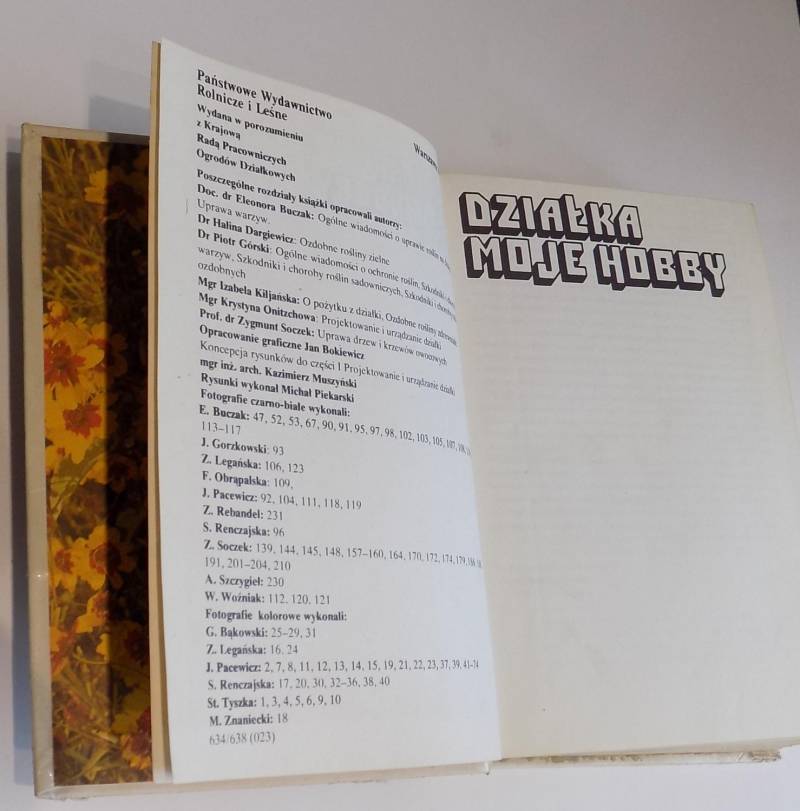 Państwowe Wydawnictwo
Rolnicze i Leśne
Warszawa
Wydana w porozumieniu
z Krajową
Radą Pracowniczych
Ogrodów Działkowych
Poszczególne rozdziały książki opracowali autorzy:
Doc. dr Eleonora Buczak: Ogólne wiadomości o uprawie roślin
Uprawa warzyw.
Dr Halina Dargiewicz: Ozdobne rośliny zielne
Dr Piotr Górski: Ogólne wiadomości o ochronie roślin, Szkodniki i choroby
warzyw, Szkodniki i choroby roślin sadowniczych, Szkodniki i choroby
ozdobnych
Mgr Izabela Kiljańska: O pożytku z działki, Ozdobne rośliny
Mgr Krystyna Onitzchowa: Projektowanie i urządzanie działki
Prof. dr Zygmunt Soczek: Uprawa drzew i krzewów owocowych
Opracowanie graficzne Jan Bokiewicz
Koncepcja rysunków do części I Projektowanie i urządzanie działki
mgr inż. arch. Kazimierz Muszyński
Rysunki wykonał Michał Piekarski
Fotografie czarno-białe wykonali:
E. Buczak: 47, 52, 53, 67, 90, 91, 95, 97, 98, 102, 103, 105, 107, 108,
113–117
J. Gorzkowski: 93
Z. Legańska: 106, 123
F. Obrąpalska: 109,
J. Pacewicz: 92, 104, 111, 118, 119
Z. Rebandel: 231
S. Renczajska: 96
Z. Soczek: 139, 144, 145, 148, 157–160, 164, 170, 172, 174, 179,
191, 201–204, 210
A. Szczygieł: 230
W. Woźniak: 112, 120, 121
Fotografie kolorowe wykonali:
G. Bąkowski: 25–29, 31
Z. Legańska: 16, 24
J. Pacewicz: 2, 7, 8, 11, 12, 13, 14, 15, 19, 21, 22, 23, 37, 39, 41–74
S. Renczajska: 17, 20, 30, 32–36, 38, 40
St. Tyszka: 1, 3, 4, 5, 6, 9, 10
M. Znaniecki: 18
634/638 (023)
DZIAŁKA
MOJE HOBBY